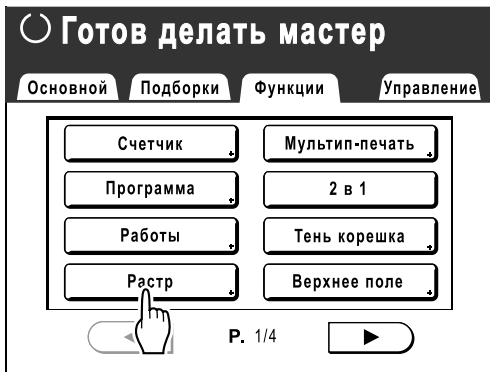 Готов делать мастер
Основной Подборки Функции Управление
Счетчик Мультип-печать
Программа 2 в 1
Работы Тень корешка
Растр Верхнее поле
P. 1/4